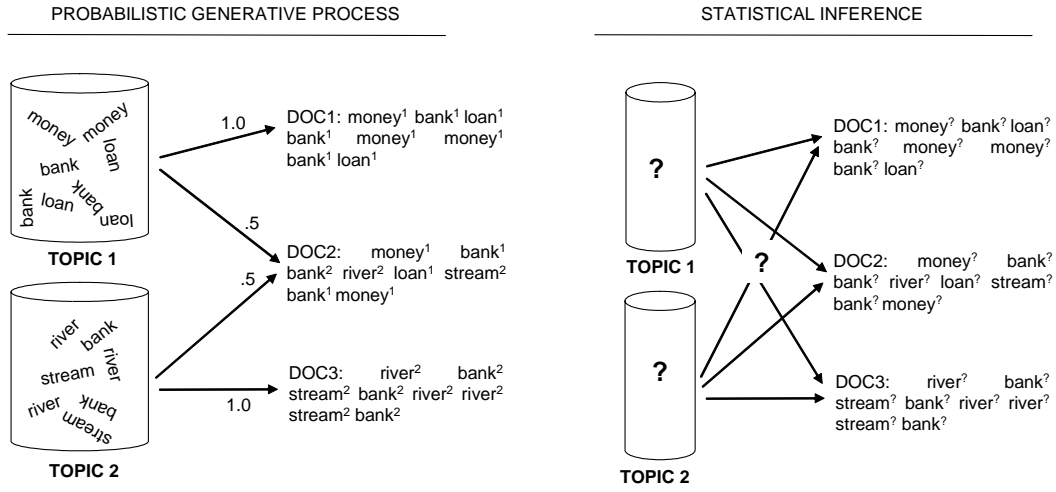 PROBABILISTIC GENERATIVE PROCESS
money
money
loan
bank
bank
loan
bank
loan
TOPIC 1
river
bank
river
stream
river
bank
stream
TOPIC 2
1.0
.5
.5
1.0
DOC1: money¹ bank¹ loan¹
bank¹ money¹ money¹
bank¹ loan¹
DOC2: money¹ bank¹
bank² river² loan¹ stream²
bank¹ money¹
DOC3: river² bank²
stream² bank² river² river²
stream² bank²
STATISTICAL INFERENCE
?
TOPIC 1
?
?
TOPIC 2
DOC1: money? bank? loan?
bank? money? money?
bank? loan?
DOC2: money? bank?
bank? river? loan? stream?
bank? money?
DOC3: river? bank?
stream? bank? river? river?
stream? bank?